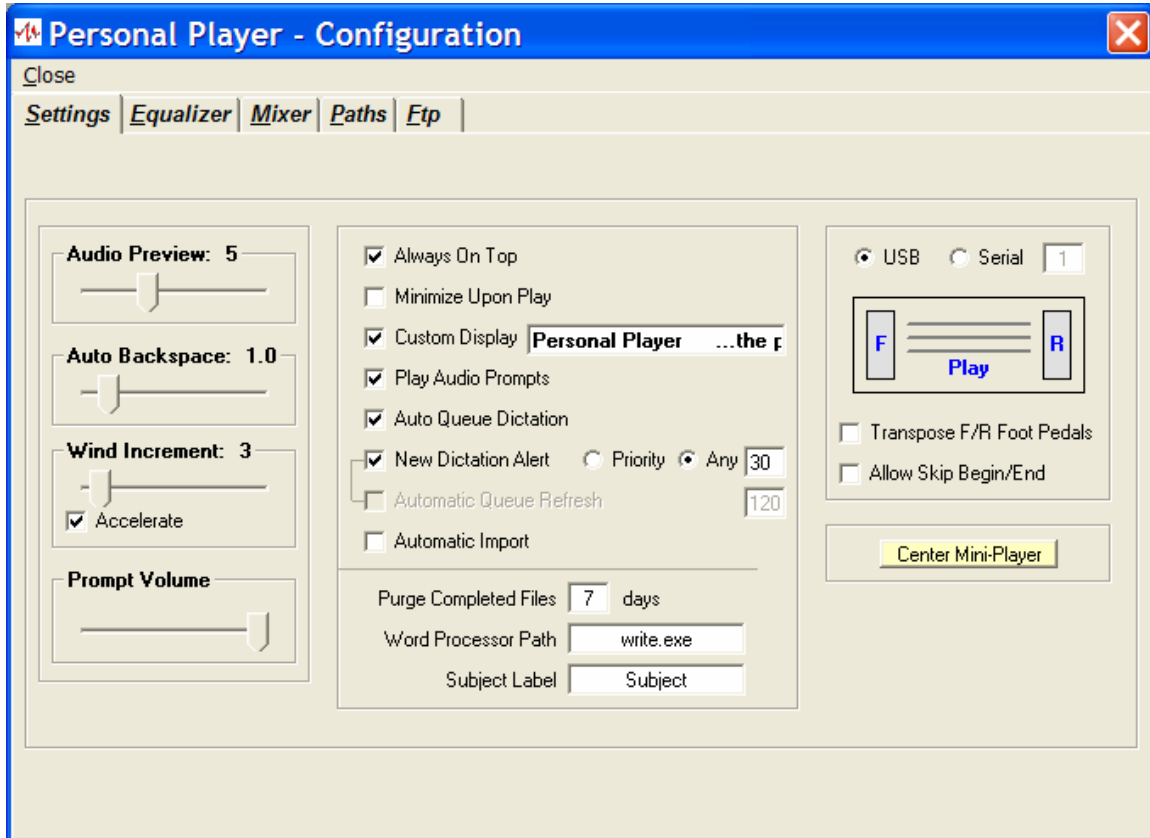 Personal Player - Configuration
Close
Settings Equalizer Mixer Paths Ftp
Audio Preview: 5
Auto Backspace: 1.0
Wind Increment: 3
Accelerate
Prompt Volume
Always On Top
Minimize Upon Play
Custom Display Personal Player ...the p
Play Audio Prompts
Auto Queue Dictation
New Dictation Alert Priority Any 30
Automatic Queue Refresh 120
Automatic Import
Purge Completed Files 7 days
Word Processor Path write.exe
Subject Label Subject
USB Serial 1
F R
Play
Transpose F/R Foot Pedals
Allow Skip Begin/End
Center Mini-Player